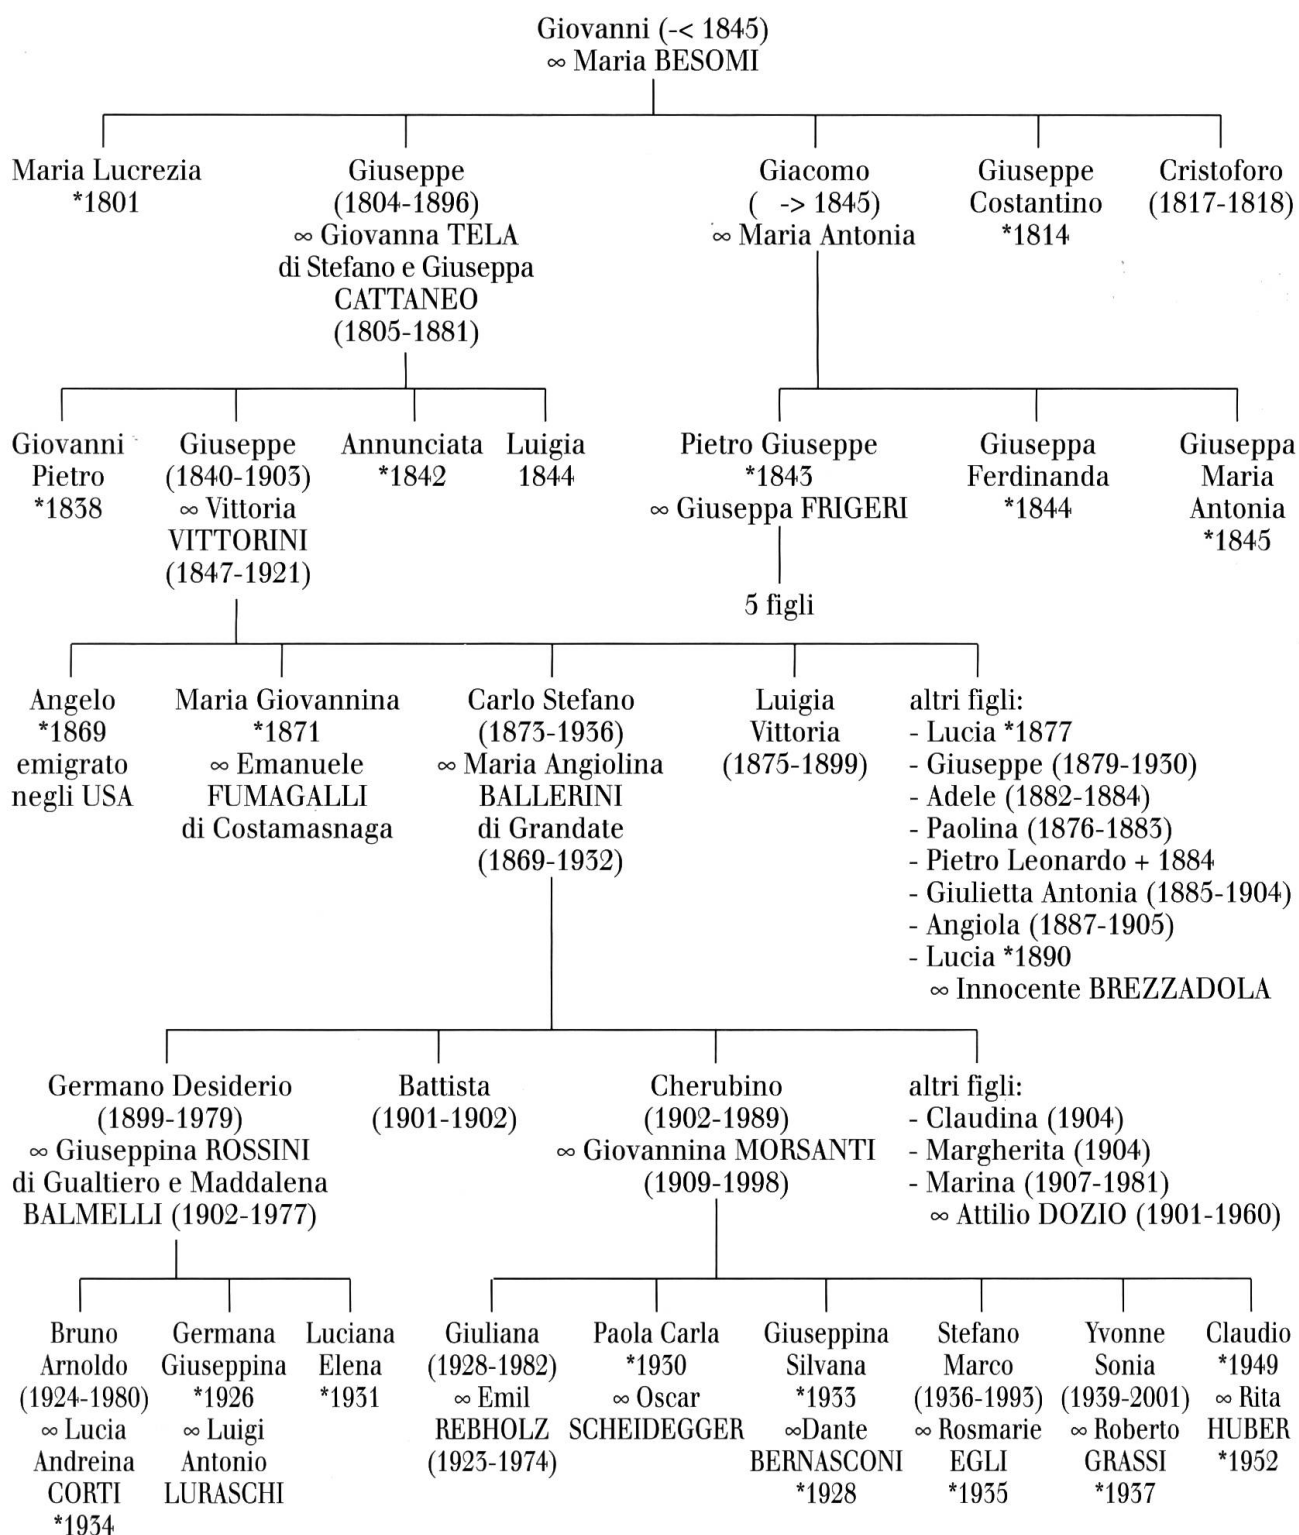 Giovanni (-< 1845)
∞ Maria BESOMI
Maria Lucrezia
*1801
Giuseppe
(1804-1896)
∞ Giovanna TELA
di Stefano e Giuseppa
CATTANEO
(1805-1881)
Giacomo
( -> 1845)
∞ Maria Antonia
Giuseppe
Costantino
*1814
Cristoforo
(1817-1818)
Giovanni
Pietro
*1838
Giuseppe
(1840-1903)
∞ Vittoria
VITTORINI
(1847-1921)
Annunciata
*1842
Luigia
1844
Pietro Giuseppe
*1843
∞ Giuseppa FRIGERI
5 figli
Giuseppa
Ferdinanda
*1844
Giuseppa
Maria
Antonia
*1845
Angelo
*1869
emigrato
negli USA
Maria Giovannina
*1871
∞ Emanuele
FUMAGALLI
di Costamasnaga
Carlo Stefano
(1873-1936)
∞ Maria Angiolina
BALLERINI
di Grandate
(1869-1932)
Luigia
Vittoria
(1875-1899)
altri figli:
- Lucia *1877
- Giuseppe (1879-1930)
- Adele (1882-1884)
- Paolina (1876-1883)
- Pietro Leonardo + 1884
- Giulietta Antonia (1885-1904)
- Angiola (1887-1905)
- Lucia *1890
∞ Innocente BREZZADOLA
Germano Desiderio
(1899-1979)
∞ Giuseppina ROSSINI
di Gualtiero e Maddalena
BALMELLI (1902-1977)
Battista
(1901-1902)
Cherubino
(1902-1989)
∞ Giovannina MORSANTI
(1909-1998)
altri figli:
- Claudina (1904)
- Margherita (1904)
- Marina (1907-1981)
∞ Attilio DOZIO (1901-1960)
Bruno
Arnoldo
(1924-1980)
∞ Lucia
Andreina
CORTI
*1934
Germana
Giuseppina
*1926
∞ Luigi
Antonio
LURASCHI
Luciana
Elena
*1931
Giuliana
(1928-1982)
∞ Emil
REBHOLZ
(1923-1974)
Paola Carla
*1930
∞ Oscar
SCHEIDEGGER
Giuseppina
Silvana
*1933
∞Dante
BERNASCONI
*1928
Stefano
Marco
(1936-1993)
∞ Rosmarie
EGLI
*1935
Yvonne
Sonia
(1939-2001)
∞ Roberto
GRASSI
*1937
Claudio
*1949
∞ Rita
HUBER
*1952